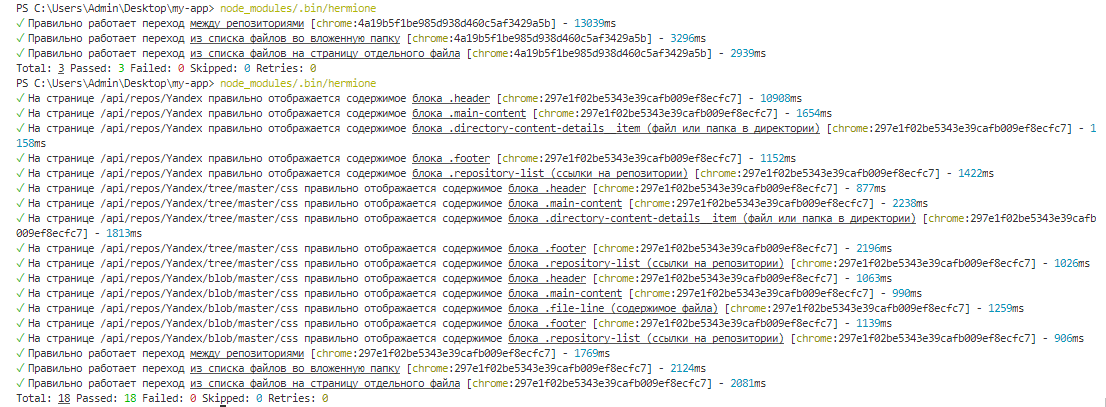 PS C:\Users\Admin\Desktop\my-app> node_modules/.bin/hermione
✓ Правильно работает переход между репозиториями [chrome:4a19b5f1be985d938d460c5af3429a5b] - 13039ms
✓ Правильно работает переход из списка файлов во вложенную папку [chrome:4a19b5f1be985d938d460c5af3429a5b] - 3296ms
✓ Правильно работает переход из списка файлов на страницу отдельного файла [chrome:4a19b5f1be985d938d460c5af3429a5b] - 2939ms
Total: 3 Passed: 3 Failed: 0 Skipped: 0 Retries: 0
PS C:\Users\Admin\Desktop\my-app> node_modules/.bin/hermione
✓ На странице /api/repos/Yandex правильно отображается содержимое блока .header [chrome:297e1f02be5343e39cafb009ef8ecfc7] - 10908ms
✓ На странице /api/repos/Yandex правильно отображается содержимое блока .main-content [chrome:297e1f02be5343e39cafb009ef8ecfc7] - 1654ms
✓ На странице /api/repos/Yandex правильно отображается содержимое блока .directory-content-details__item (файл или папка в директории) [chrome:297e1f02be5343e39cafb009ef8ecfc7] - 1
158ms
✓ На странице /api/repos/Yandex правильно отображается содержимое блока .footer [chrome:297e1f02be5343e39cafb009ef8ecfc7] - 1152ms
✓ На странице /api/repos/Yandex правильно отображается содержимое блока .repository-list (ссылки на репозитории) [chrome:297e1f02be5343e39cafb009ef8ecfc7] - 1422ms
✓ На странице /api/repos/Yandex/tree/master/css правильно отображается содержимое блока .header [chrome:297e1f02be5343e39cafb009ef8ecfc7] - 877ms
✓ На странице /api/repos/Yandex/tree/master/css правильно отображается содержимое блока .main-content [chrome:297e1f02be5343e39cafb009ef8ecfc7] - 2238ms
✓ На странице /api/repos/Yandex/tree/master/css правильно отображается содержимое блока .directory-content-details__item (файл или папка в директории) [chrome:297e1f02be5343e39cafb
009ef8ecfc7] - 1813ms
✓ На странице /api/repos/Yandex/tree/master/css правильно отображается содержимое блока .footer [chrome:297e1f02be5343e39cafb009ef8ecfc7] - 2196ms
✓ На странице /api/repos/Yandex/tree/master/css правильно отображается содержимое блока .repository-list (ссылки на репозитории) [chrome:297e1f02be5343e39cafb009ef8ecfc7] - 1026ms
✓ На странице /api/repos/Yandex/blob/master/css правильно отображается содержимое блока .header [chrome:297e1f02be5343e39cafb009ef8ecfc7] - 1063ms
✓ На странице /api/repos/Yandex/blob/master/css правильно отображается содержимое блока .main-content [chrome:297e1f02be5343e39cafb009ef8ecfc7] - 990ms
✓ На странице /api/repos/Yandex/blob/master/css правильно отображается содержимое блока .file-line (содержимое файла) [chrome:297e1f02be5343e39cafb009ef8ecfc7] - 1259ms
✓ На странице /api/repos/Yandex/blob/master/css правильно отображается содержимое блока .footer [chrome:297e1f02be5343e39cafb009ef8ecfc7] - 1139ms
✓ На странице /api/repos/Yandex/blob/master/css правильно отображается содержимое блока .repository-list (ссылки на репозитории) [chrome:297e1f02be5343e39cafb009ef8ecfc7] - 906ms
✓ Правильно работает переход между репозиториями [chrome:297e1f02be5343e39cafb009ef8ecfc7] - 1769ms
✓ Правильно работает переход из списка файлов во вложенную папку [chrome:297e1f02be5343e39cafb009ef8ecfc7] - 2124ms
✓ Правильно работает переход из списка файлов на страницу отдельного файла [chrome:297e1f02be5343e39cafb009ef8ecfc7] - 2081ms
Total: 18 Passed: 18 Failed: 0 Skipped: 0 Retries: 0